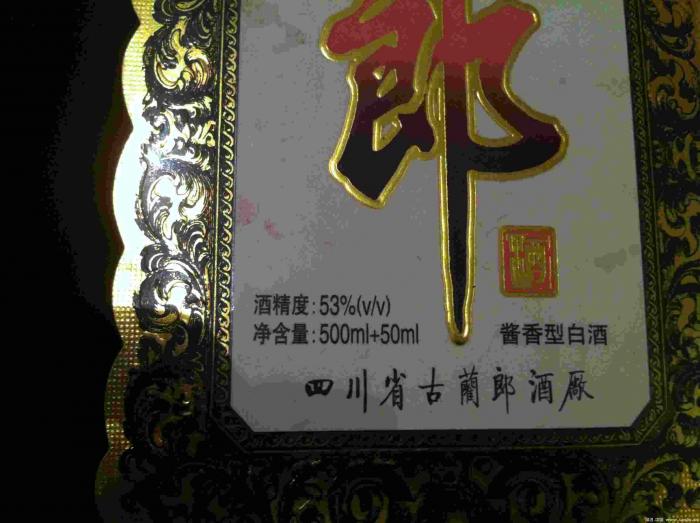 郎
酒精度:53%(v/v)
净含量:500ml+50ml
酱香型白酒
四川省古蔺郎酒厰